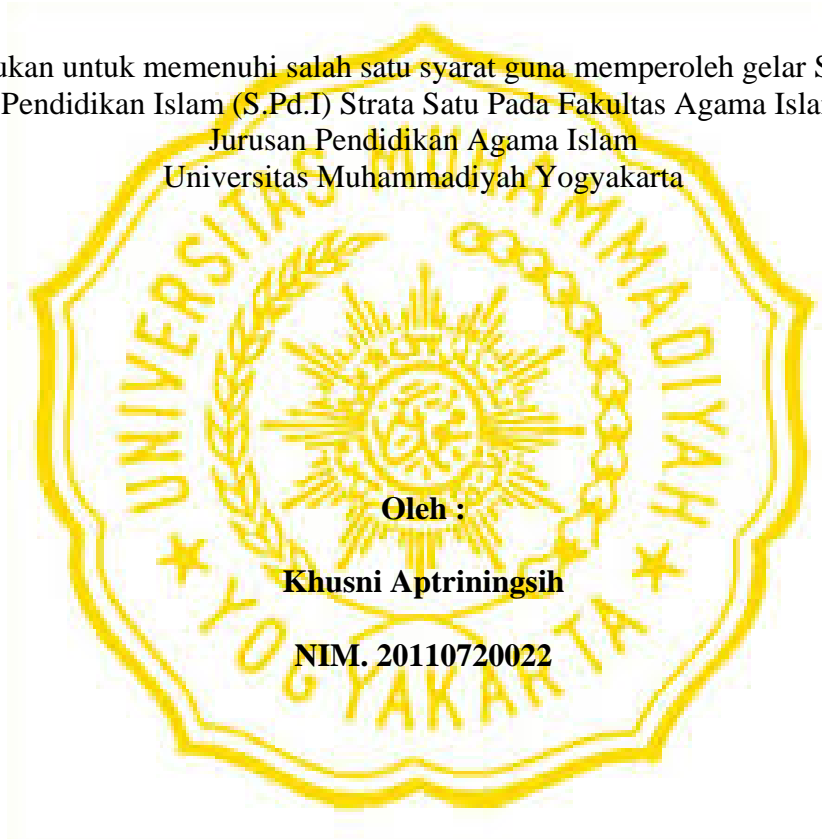 ukan untuk memenuhi salah satu syarat guna memperoleh gelar S
Pendidikan Islam (S.Pd.I) Strata Satu Pada Fakultas Agama Isla
Jurusan Pendidikan Agama Islam
Universitas Muhammadiyah Yogyakarta
UNIVERSITAS MUHAMMADIYAH
Oleh :
Khusni Aptriningsih
NIM. 20110720022
YOGYAKARTA